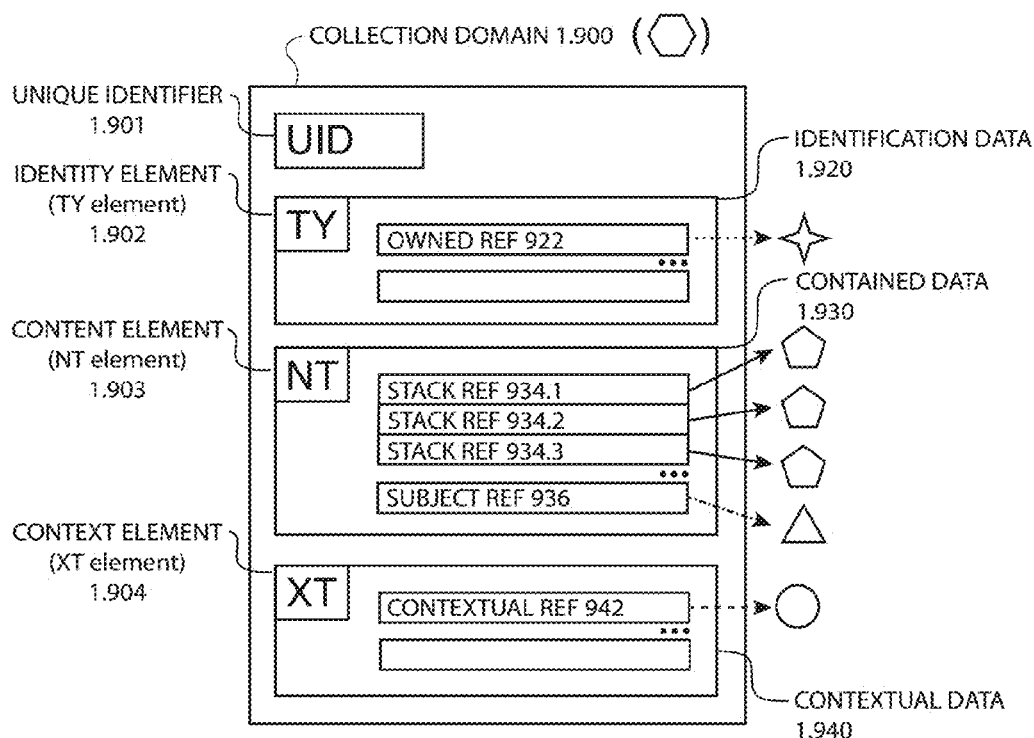 COLLECTION DOMAIN 1.900 ( )
UNIQUE IDENTIFIER
1.901
UID
IDENTIFICATION DATA
1.920
IDENTITY ELEMENT
(TY element)
1.902
TY
OWNED REF 922
•••
CONTAINED DATA
1.930
CONTENT ELEMENT
(NT element)
1.903
NT
STACK REF 934.1
STACK REF 934.2
STACK REF 934.3
•••
SUBJECT REF 936
CONTEXT ELEMENT
(XT element)
1.904
XT
CONTEXTUAL REF 942
•••
CONTEXTUAL DATA
1.940